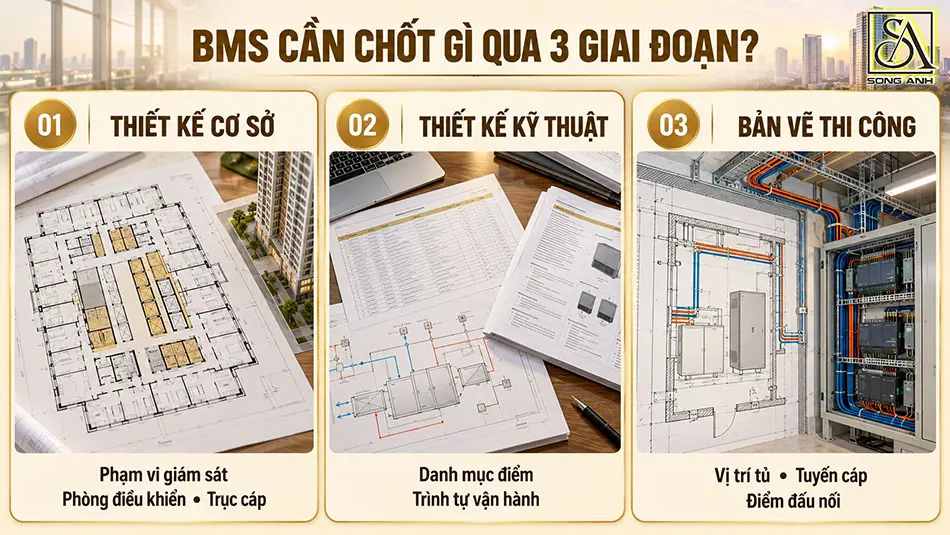 BMS CẦN CHỐT GÌ QUA 3 GIAI ĐOẠN?
SA
SONG ANH
01 THIẾT KẾ CƠ SỞ
Phạm vi giám sát
Phòng điều khiển • Trục cáp
02 THIẾT KẾ KỸ THUẬT
Danh mục điểm
Trình tự vận hành
03 BẢN VẼ THI CÔNG
Vị trí tủ • Tuyến cáp
Điểm đấu nối